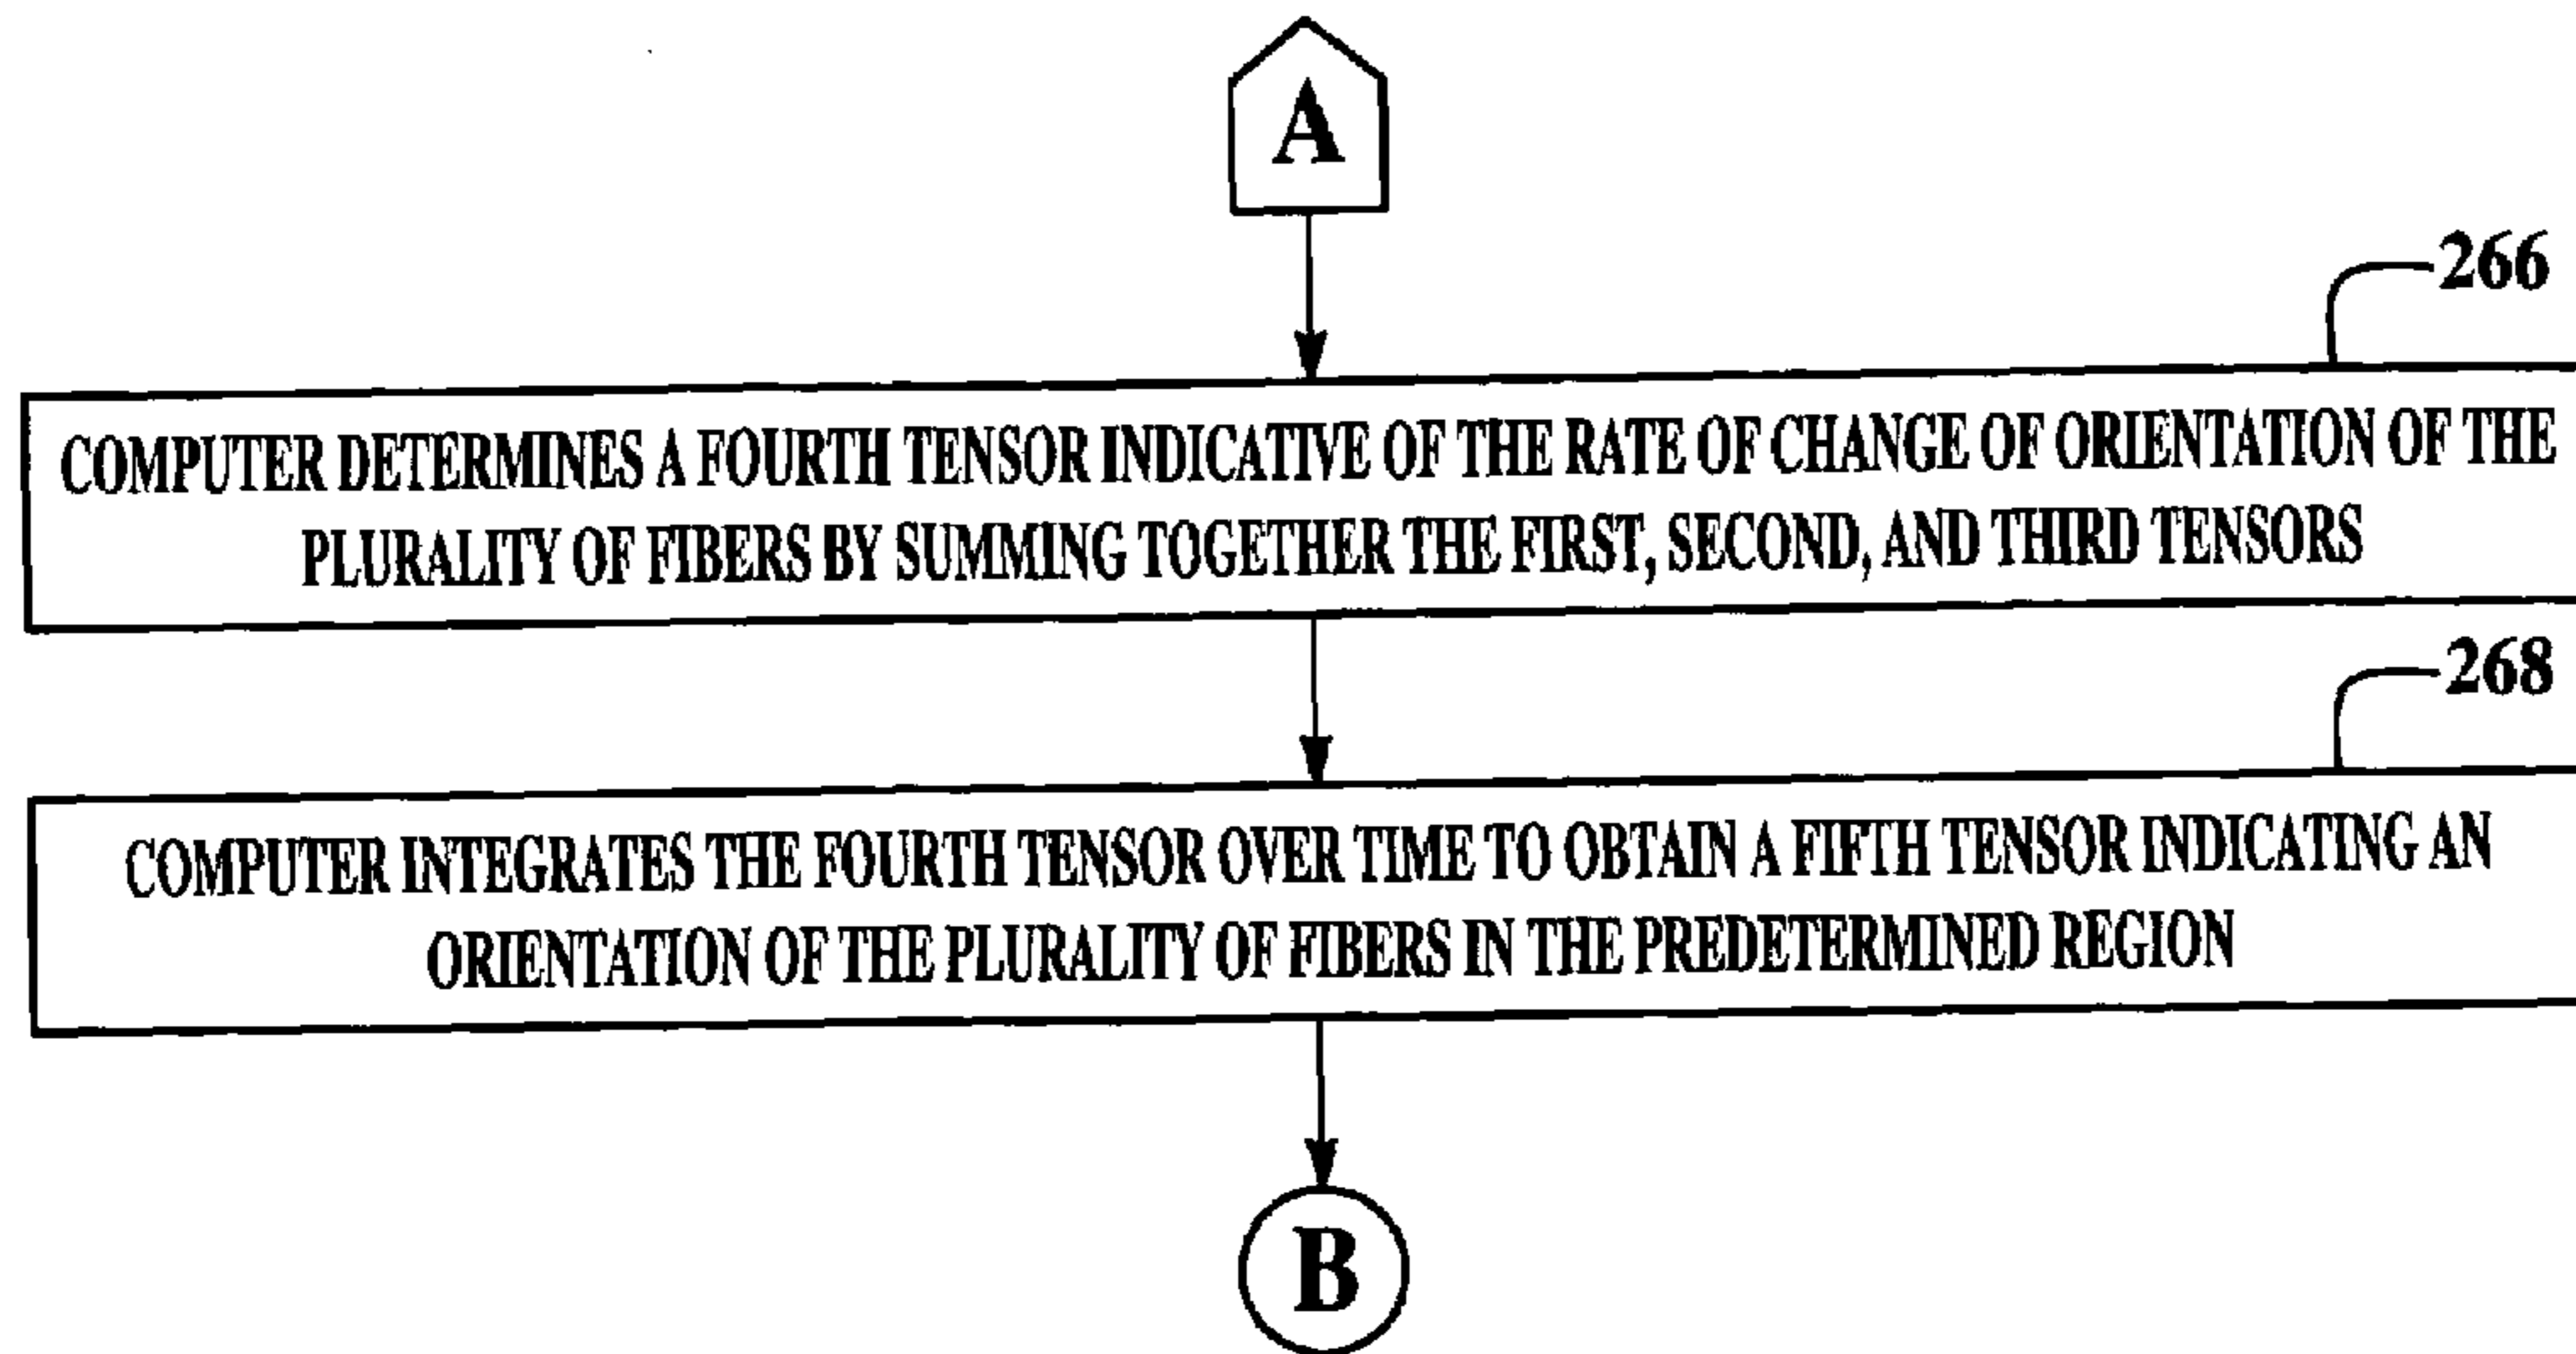 A
266
COMPUTER DETERMINES A FOURTH TENSOR INDICATIVE OF THE RATE OF CHANGE OF ORIENTATION OF THE
PLURALITY OF FIBERS BY SUMMING TOGETHER THE FIRST, SECOND, AND THIRD TENSORS
268
COMPUTER INTEGRATES THE FOURTH TENSOR OVER TIME TO OBTAIN A FIFTH TENSOR INDICATING AN
ORIENTATION OF THE PLURALITY OF FIBERS IN THE PREDETERMINED REGION
B